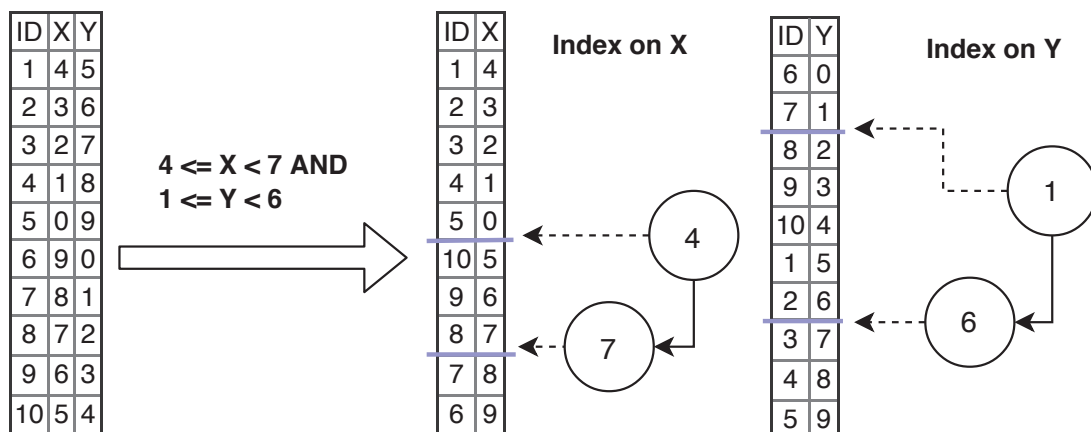 ID X Y
1 4 5
2 3 6
3 2 7
4 1 8
5 0 9
6 9 0
7 8 1
8 7 2
9 6 3
10 5 4
4 <= X < 7 AND
1 <= Y < 6
ID X
1 4
2 3
3 2
4 1
5 0
10 5
9 6
8 7
7 8
6 9
Index on X
4
7
ID Y
6 0
7 1
8 2
9 3
10 4
1 5
2 6
3 7
4 8
5 9
Index on Y
1
6